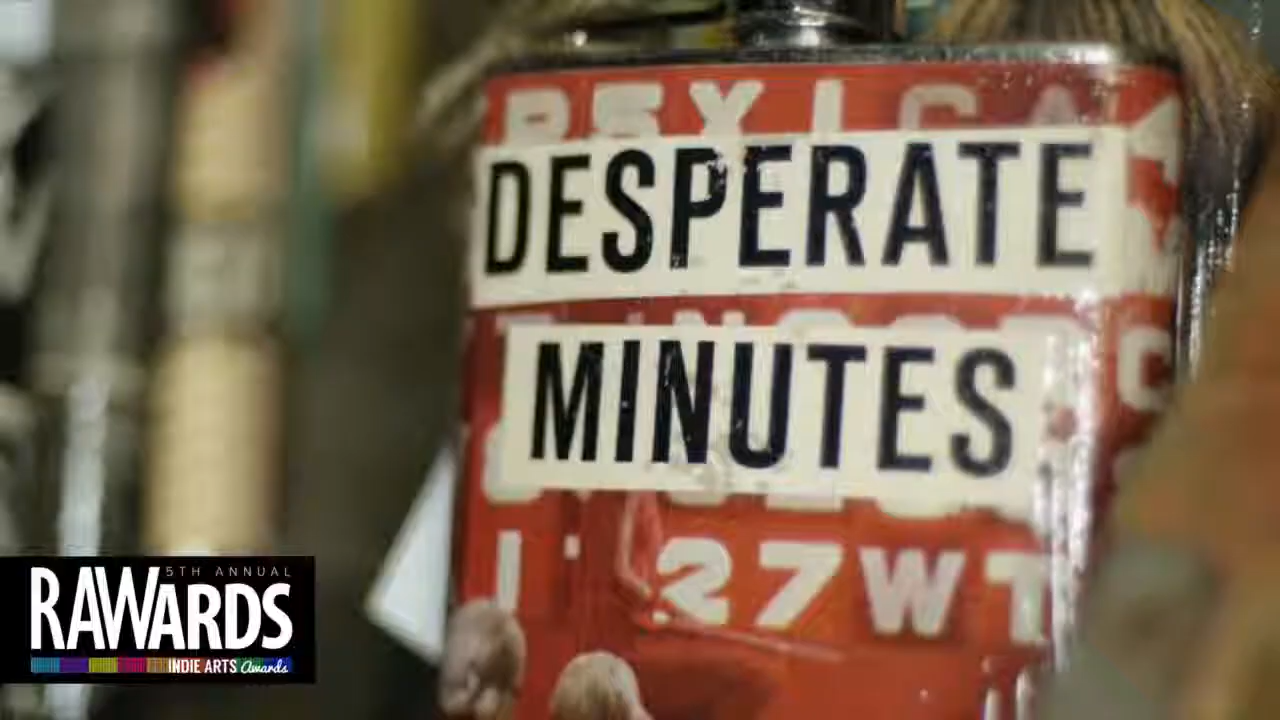 DESPERATE
MINUTES
27WT
5TH ANNUAL
RAWARDS
INDIE ARTS Awards